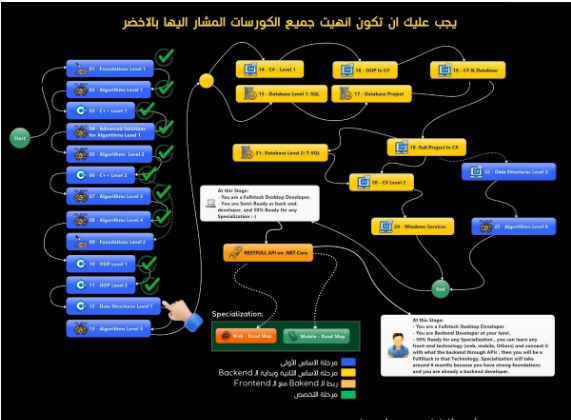 يجب عليك ان تكون انهيت جميع الكورسات المشار اليها بالاخضر
Start
01 - Foundations Level 1
02 - Algorithms Level 1
03 - C++ Level 1
04 - Advanced Solutions
for Algorithms Level 1
05 - Algorithms Level 2
06 - C++ Level 2
07 - Algorithms Level 3
08 - Algorithms Level 4
09 - Foundations Level 2
10 - OOP Level 1
11 - OOP Level 2
12 - Data Structures Level 1
13 - Algorithms Level 5
14 - C# - Level 1
15 - Database Level 1: SQL
16 - OOP in C#
17 - Database Project
18 - C# & Database
19 - Full Project in C#
20 - C# Level 2
21- Database Level 2: T-SQL
22 - Data Structures Level 2
23 - Algorithms Level 6
24 - Windows Services
End
At this Stage:
- You are a Fullstack Desktop Developer.
- You are Semi-Ready as back-end
developer, and 50% Ready for any
Specialization :-)
RESTFULL API on .NET Core
Specialization:
Web - Road Map
Mobile - Road Map
At this Stage:
- You are a Fullstack Desktop Developer
- You are Backend Developer at your level.
- 50% Ready for any Specialization , you can learn any
front-end technology (web, mobile, Others) and connect it
with what the backend through APIs , then you will be a
FullStack in that Technology. Specialization will take
around 6 months because you have strong foundations
and you are already a backend developer.
مرحلة الاساس الأولى
مرحلة الاساس الثانية وبداية الـ Backend
ربط الـ Bakend مع الـ Frontend
مرحلة التخصص